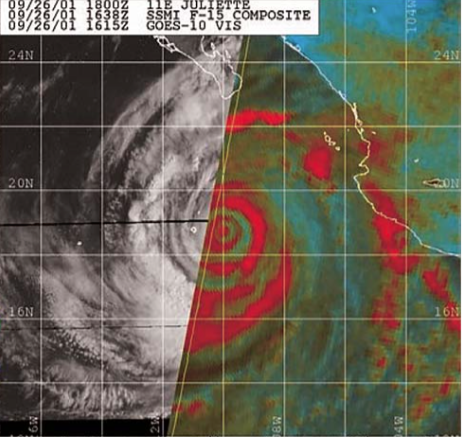 09/26/01 1800Z 11E JULIETTE
09/26/01 1638Z SSMI F-15 COMPOSITE
09/26/01 1615Z GOES-10 VIS
104W
24N
24N
20N
20N
16N
16N